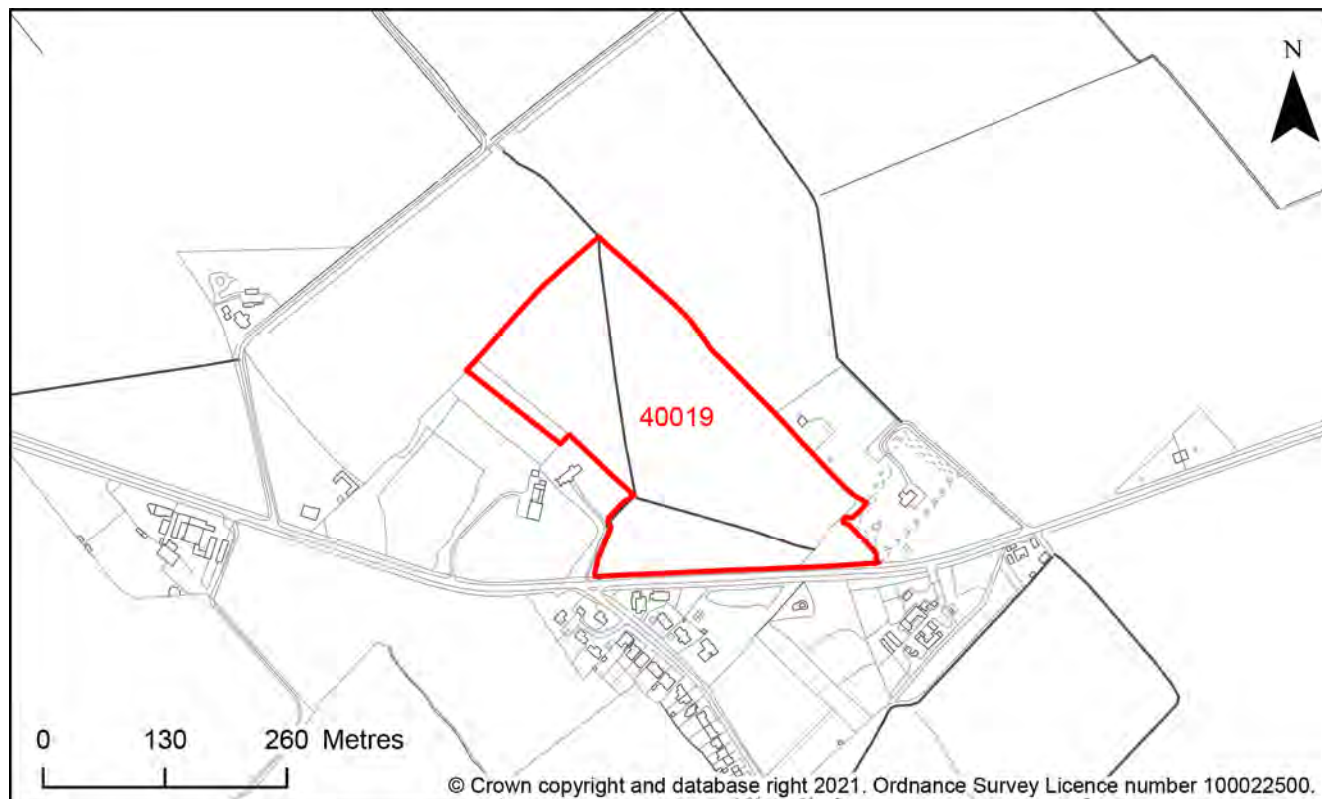 N
40019
0 130 260 Metres
© Crown copyright and database right 2021. Ordnance Survey Licence number 100022500.